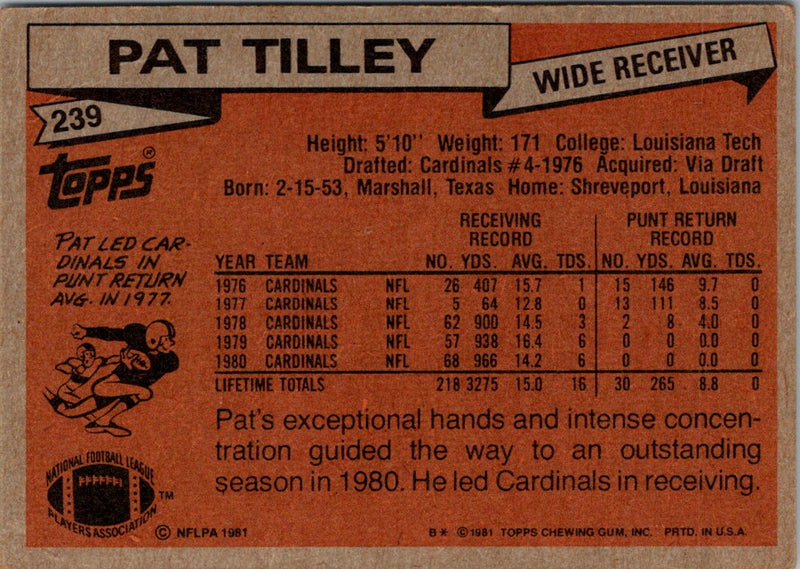 PAT TILLEY
WIDE RECEIVER
239
TOPPS®
Height: 5'10'' Weight: 171 College: Louisiana Tech
Drafted: Cardinals #4-1976 Acquired: Via Draft
Born: 2-15-53, Marshall, Texas Home: Shreveport, Louisiana
PAT LED CAR-
DINALS IN
PUNT RETURN
AVG. IN 1977.
RECEIVING RECORD PUNT RETURN RECORD
YEAR TEAM NO. YDS. AVG. TDS. NO. YDS. AVG. TDS.
1976 CARDINALS NFL 26 407 15.7 1 15 146 9.7 0
1977 CARDINALS NFL 5 64 12.8 0 13 111 8.5 0
1978 CARDINALS NFL 62 900 14.5 3 2 8 4.0 0
1979 CARDINALS NFL 57 938 16.4 6 0 0 0.0 0
1980 CARDINALS NFL 68 966 14.2 6 0 0 0.0 0
LIFETIME TOTALS 218 3275 15.0 16 30 265 8.8 0
Pat's exceptional hands and intense concen-
tration guided the way to an outstanding
season in 1980. He led Cardinals in receiving.
NATIONAL FOOTBALL LEAGUE
PLAYERS ASSOCIATION
TM
© NFLPA 1981
B* ©1981 TOPPS CHEWING GUM, INC. PRTD. IN U.S.A.